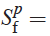 S_f^p =